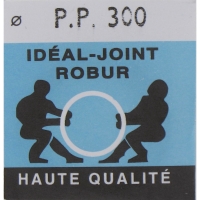 ø P.P. 300
IDÉAL-JOINT
ROBUR
HAUTE QUALITÉ